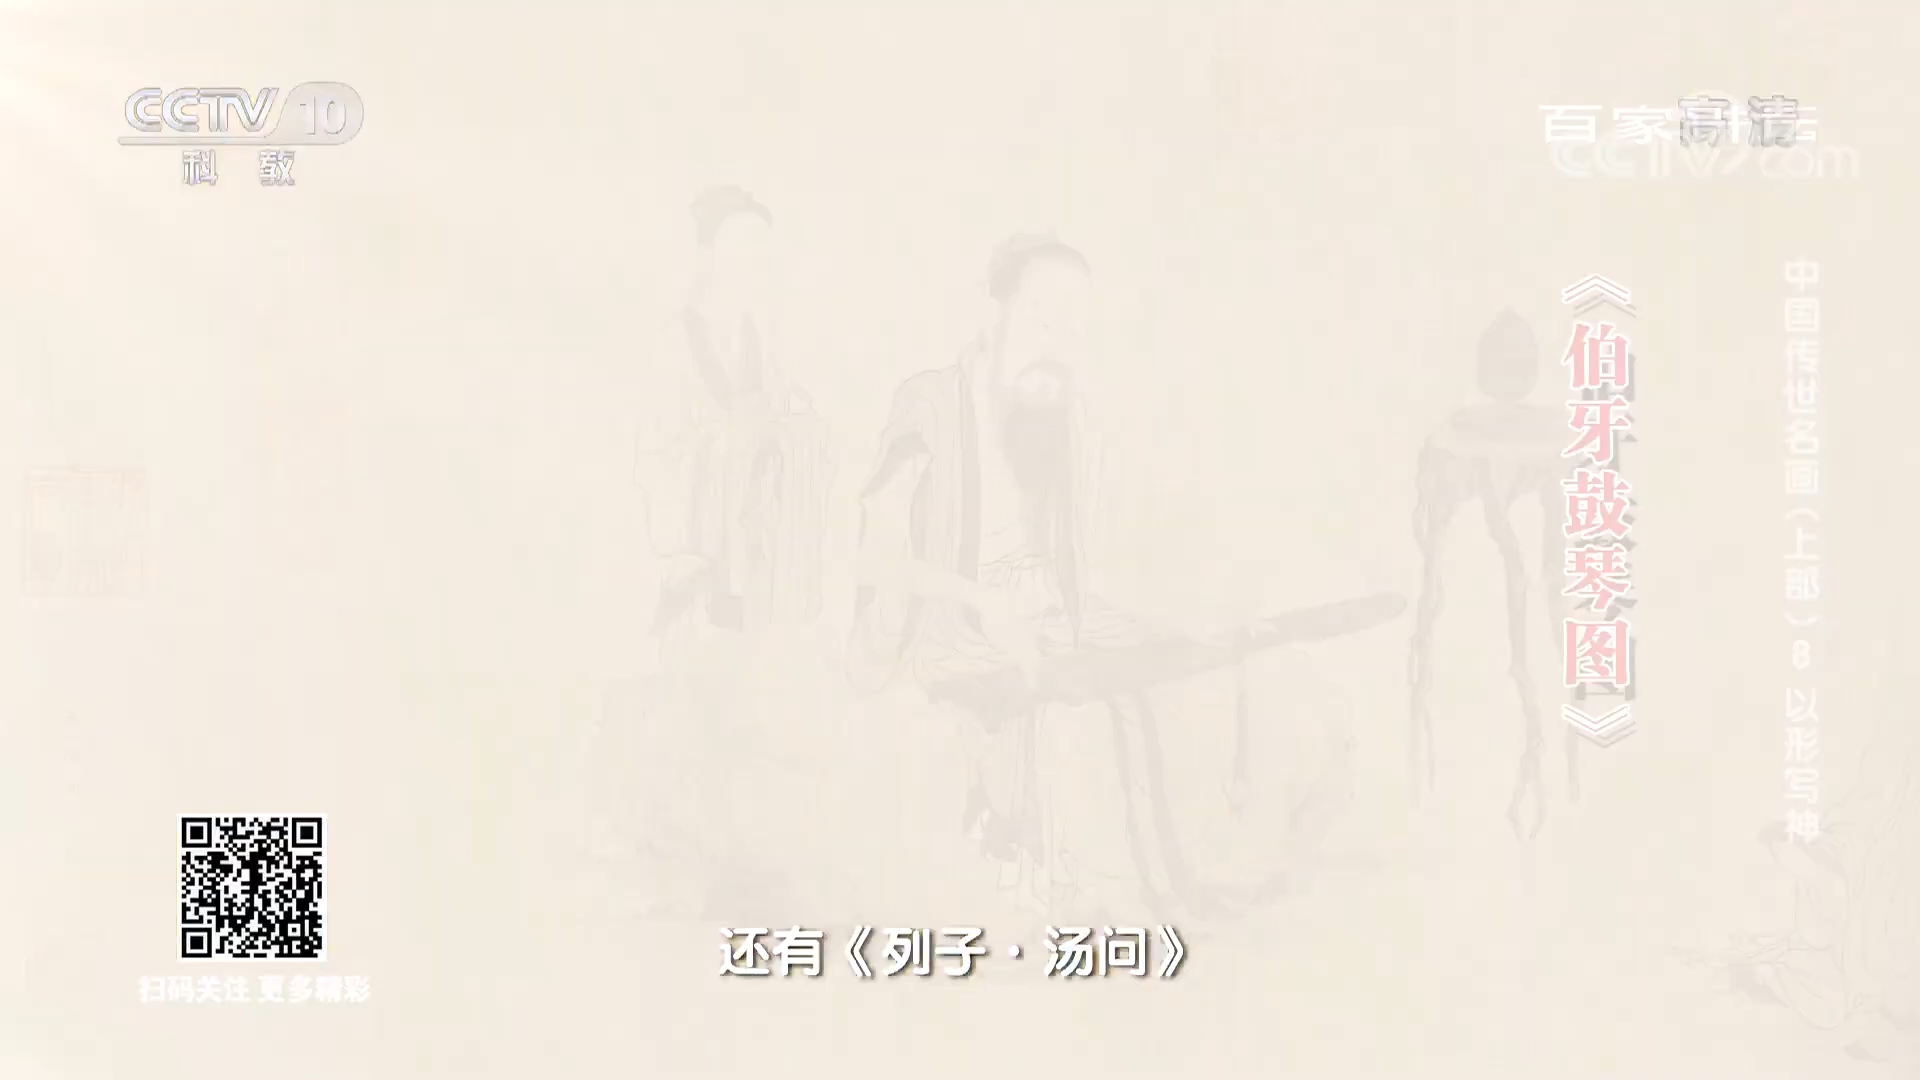 CCTV 10
科 教
百家 高清
CCTV.com
中国传世名画（上部）8 以形写神
《伯牙鼓琴图》
还有《列子·汤问》
扫码关注 更多精彩